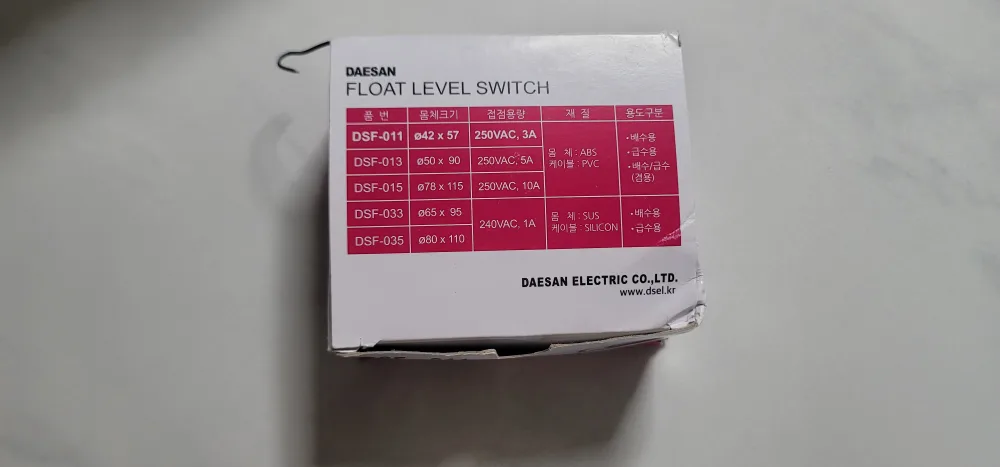 DAESAN
FLOAT LEVEL SWITCH
품 번 몸체크기 접점용량 재 질 용도구분
DSF-011 ø42 x 57 250VAC, 3A
DSF-013 ø50 x 90 250VAC, 5A
DSF-015 ø78 x 115 250VAC, 10A
몸 체 : ABS
케이블 : PVC
• 배수용
• 급수용
• 배수/급수
(겸용)
DSF-033 ø65 x 95
DSF-035 ø80 x 110
240VAC, 1A
몸 체 : SUS
케이블 : SILICON
• 배수용
• 급수용
DAESAN ELECTRIC CO.,LTD.
www.dsel.kr